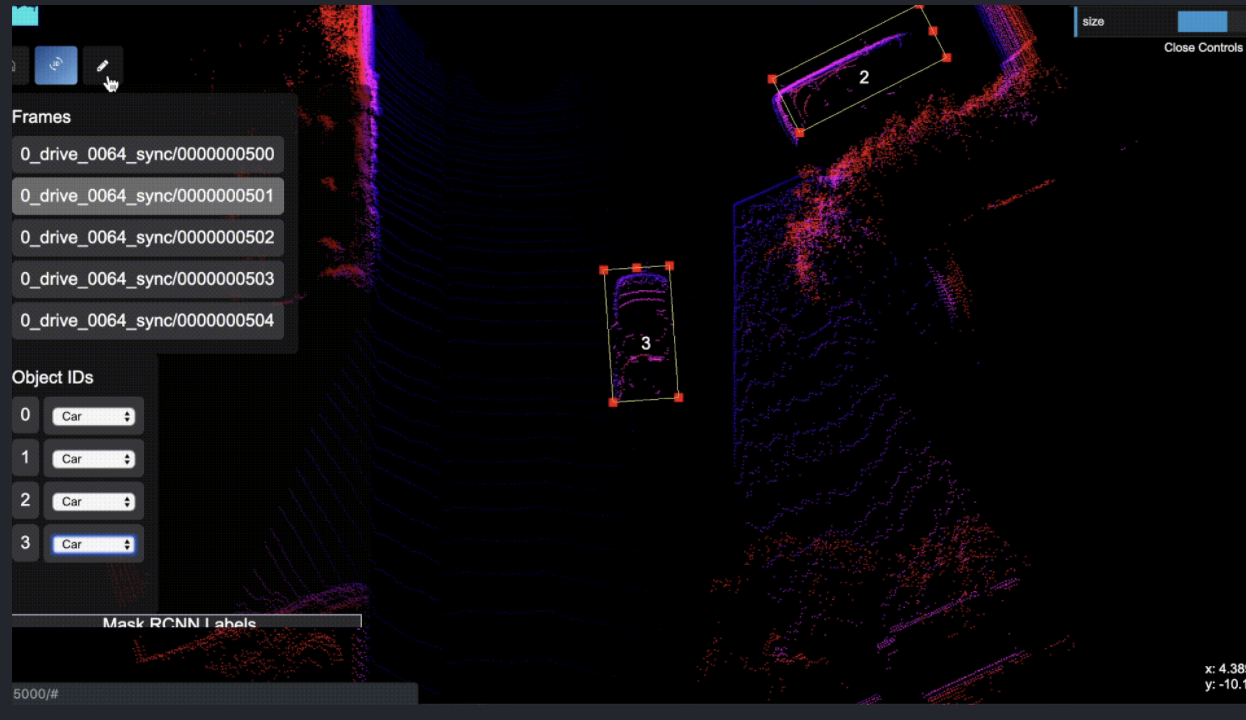 size
Close Controls
Frames
0_drive_0064_sync/0000000500
0_drive_0064_sync/0000000501
0_drive_0064_sync/0000000502
0_drive_0064_sync/0000000503
0_drive_0064_sync/0000000504
2
3
Object IDs
0 Car
1 Car
2 Car
3 Car
Mask RCNN Labels
x: 4.389
y: -10.1
5000/#